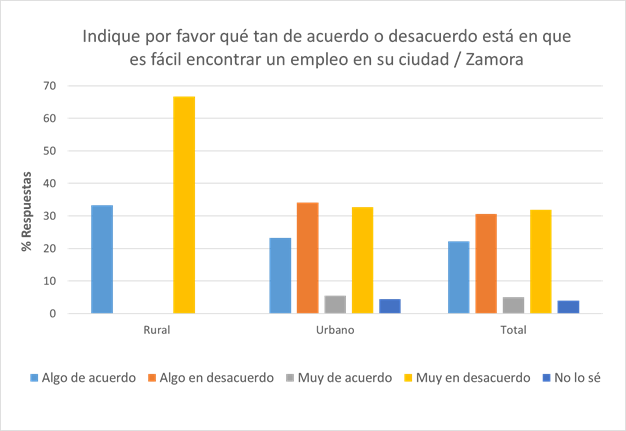 Indique por favor qué tan de acuerdo o desacuerdo está en que
es fácil encontrar un empleo en su ciudad / Zamora
70
60
50
40
30
20
10
0
% Respuestas
Rural Urbano Total
Algo de acuerdo Algo en desacuerdo Muy de acuerdo Muy en desacuerdo No lo sé